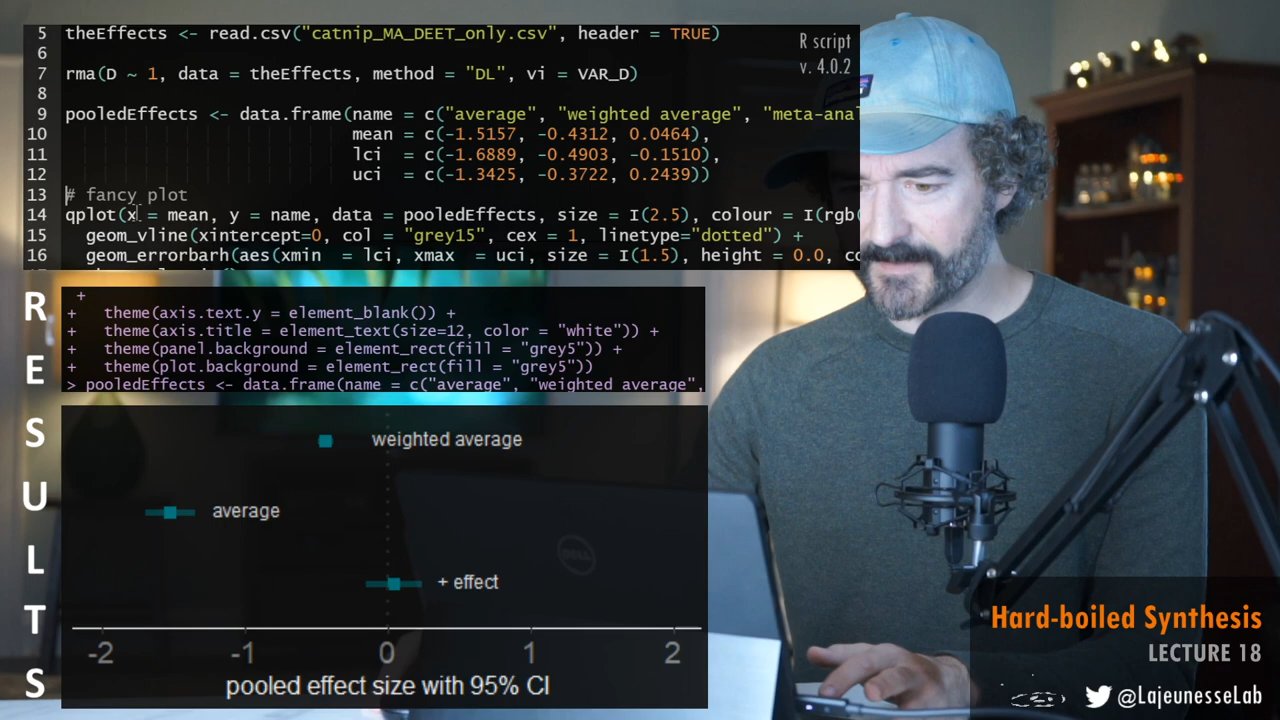 5 theEffects <- read.csv("catnip_MA_DEET_only.csv", header = TRUE)
6
7 rma(D ~ 1, data = theEffects, method = "DL", vi = VAR_D)
8
9 pooledEffects <- data.frame(name = c("average", "weighted average", "meta-anal
10 mean = c(-1.5157, -0.4312, 0.0464),
11 lci = c(-1.6889, -0.4903, -0.1510),
12 uci = c(-1.3425, -0.3722, 0.2439))
13 # fancy plot
14 qplot(x = mean, y = name, data = pooledEffects, size = I(2.5), colour = I(rgb(
15 geom_vline(xintercept=0, col = "grey15", cex = 1, linetype="dotted") +
16 geom_errorbarh(aes(xmin = lci, xmax = uci, size = I(1.5), height = 0.0, co
R script
v. 4.0.2
RESULTS
+
+ theme(axis.text.y = element_blank()) +
+ theme(axis.title = element_text(size=12, color = "white")) +
+ theme(panel.background = element_rect(fill = "grey5")) +
+ theme(plot.background = element_rect(fill = "grey5"))
> pooledEffects <- data.frame(name = c("average", "weighted average",
weighted average
average
+ effect
-2 -1 0 1 2
pooled effect size with 95% CI
DELL
Hard-boiled Synthesis
LECTURE 18
@LajeunesseLab